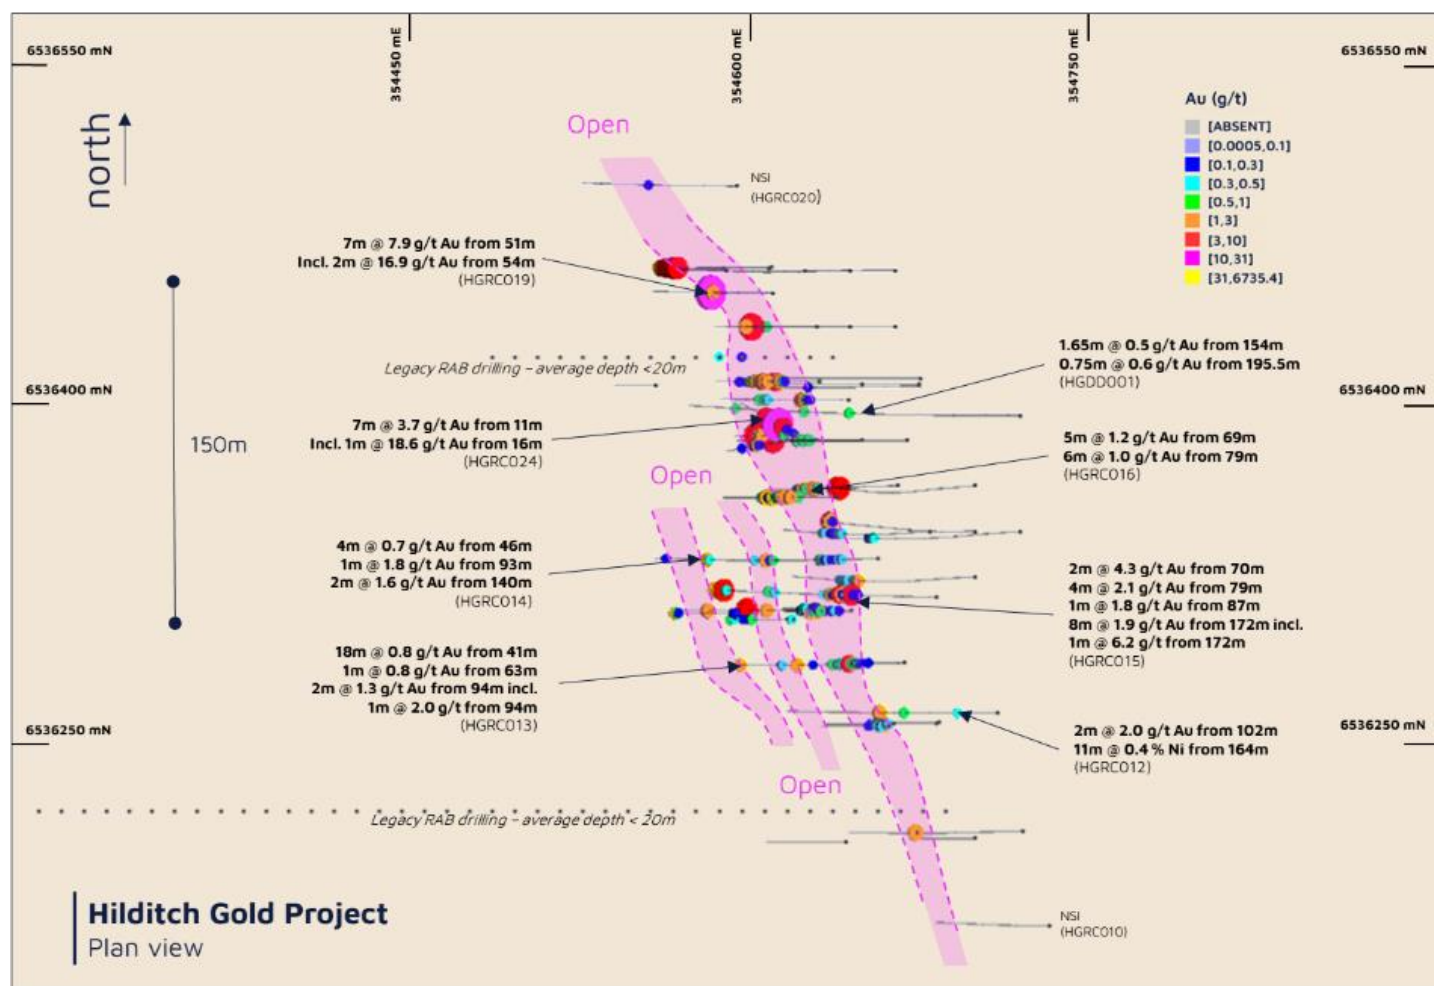 354450 mE
354600 mE
354750 mE
6536550 mN
6536550 mN
north
Open
Au (g/t)
[ABSENT]
[0.0005,0.1]
[0.1,0.3]
[0.3,0.5]
[0.5,1]
[1,3]
[3,10]
[10,31]
[31,6735.4]
NSI
(HGRC020)
7m @ 7.9 g/t Au from 51m
Incl. 2m @ 16.9 g/t Au from 54m
(HGRC019)
Legacy RAB drilling – average depth <20m
1.65m @ 0.5 g/t Au from 154m
0.75m @ 0.6 g/t Au from 195.5m
(HGDD001)
6536400 mN
6536400 mN
150m
7m @ 3.7 g/t Au from 11m
Incl. 1m @ 18.6 g/t Au from 16m
(HGRC024)
5m @ 1.2 g/t Au from 69m
6m @ 1.0 g/t Au from 79m
(HGRC016)
Open
4m @ 0.7 g/t Au from 46m
1m @ 1.8 g/t Au from 93m
2m @ 1.6 g/t Au from 140m
(HGRC014)
2m @ 4.3 g/t Au from 70m
4m @ 2.1 g/t Au from 79m
1m @ 1.8 g/t Au from 87m
8m @ 1.9 g/t Au from 172m incl.
1m @ 6.2 g/t from 172m
(HGRC015)
18m @ 0.8 g/t Au from 41m
1m @ 0.8 g/t Au from 63m
2m @ 1.3 g/t Au from 94m incl.
1m @ 2.0 g/t from 94m
(HGRC013)
6536250 mN
6536250 mN
2m @ 2.0 g/t Au from 102m
11m @ 0.4 % Ni from 164m
(HGRC012)
Open
Legacy RAB drilling – average depth < 20m
Hilditch Gold Project
Plan view
NSI
(HGRC010)